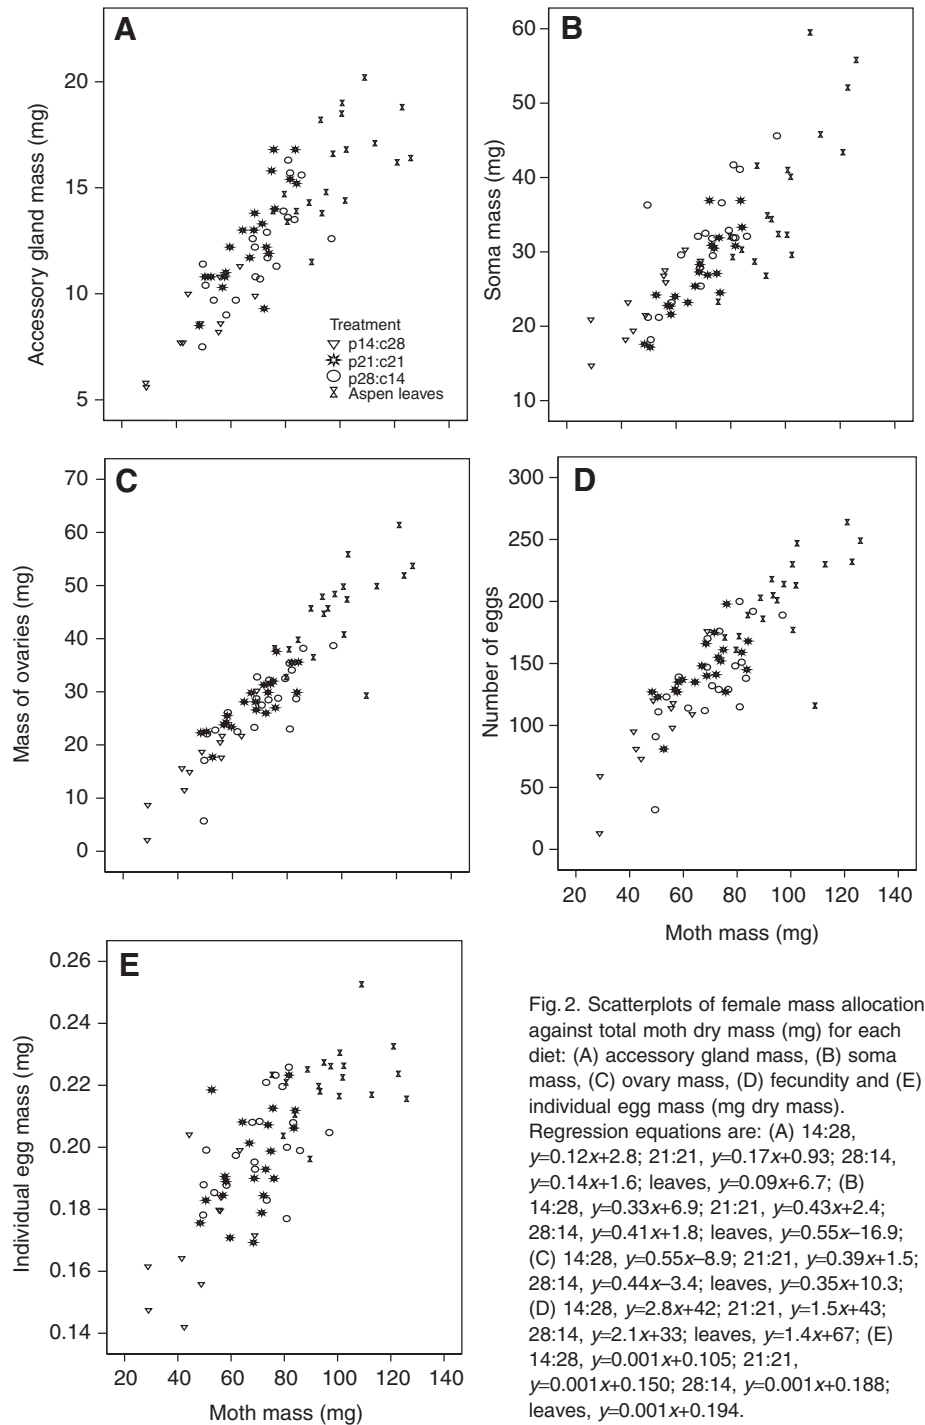 A
Accessory gland mass (mg)
20
15
10
5
Treatment
p14:c28
p21:c21
p28:c14
Aspen leaves
B
Soma mass (mg)
60
50
40
30
20
10
C
Mass of ovaries (mg)
70
60
50
40
30
20
10
0
D
Number of eggs
300
250
200
150
100
50
0
20 40 60 80 100 120 140
Moth mass (mg)
E
Individual egg mass (mg)
0.26
0.24
0.22
0.20
0.18
0.16
0.14
20 40 60 80 100 120 140
Moth mass (mg)
Fig. 2. Scatterplots of female mass allocation
against total moth dry mass (mg) for each
diet: (A) accessory gland mass, (B) soma
mass, (C) ovary mass, (D) fecundity and (E)
individual egg mass (mg dry mass).
Regression equations are: (A) 14:28,
y=0.12x+2.8; 21:21, y=0.17x+0.93; 28:14,
y=0.14x+1.6; leaves, y=0.09x+6.7; (B)
14:28, y=0.33x+6.9; 21:21, y=0.43x+2.4;
28:14, y=0.41x+1.8; leaves, y=0.55x–16.9;
(C) 14:28, y=0.55x–8.9; 21:21, y=0.39x+1.5;
28:14, y=0.44x–3.4; leaves, y=0.35x+10.3;
(D) 14:28, y=2.8x+42; 21:21, y=1.5x+43;
28:14, y=2.1x+33; leaves, y=1.4x+67; (E)
14:28, y=0.001x+0.105; 21:21,
y=0.001x+0.150; 28:14, y=0.001x+0.188;
leaves, y=0.001x+0.194.